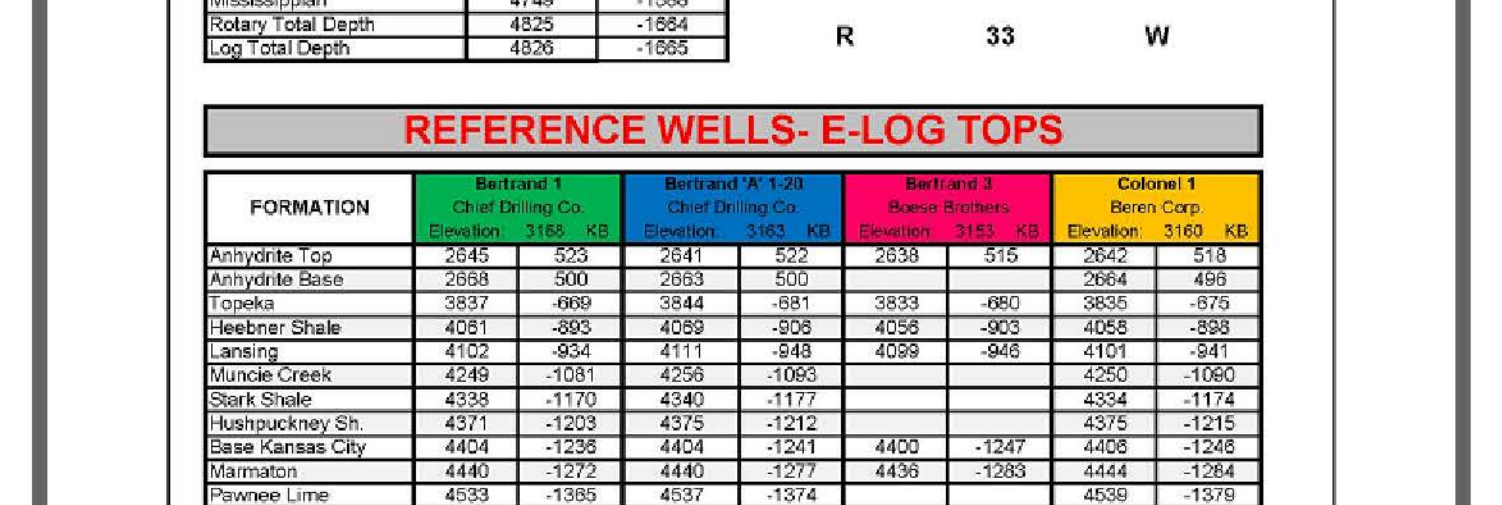 Mississippian 4749 -1588
Rotary Total Depth 4825 -1664
Log Total Depth 4826 -1665
R 33 W
REFERENCE WELLS- E-LOG TOPS
FORMATION
Bertrand 1
Chief Drilling Co.
Elevation: 3168 KB
Bertrand 'A' 1-20
Chief Drilling Co.
Elevation: 3163 KB
Bertrand 3
Boese Brothers
Elevation: 3153 KB
Colonel 1
Beren Corp.
Elevation: 3160 KB
Anhydrite Top 2645 523 2641 522 2638 515 2642 518
Anhydrite Base 2668 500 2663 500 2664 496
Topeka 3837 -669 3844 -681 3833 -680 3835 -675
Heebner Shale 4061 -893 4069 -906 4056 -903 4058 -898
Lansing 4102 -934 4111 -948 4099 -946 4101 -941
Muncie Creek 4249 -1081 4256 -1093 4250 -1090
Stark Shale 4338 -1170 4340 -1177 4334 -1174
Hushpuckney Sh. 4371 -1203 4375 -1212 4375 -1215
Base Kansas City 4404 -1236 4404 -1241 4400 -1247 4406 -1246
Marmaton 4440 -1272 4440 -1277 4436 -1283 4444 -1284
Pawnee Lime 4533 -1365 4537 -1374 4539 -1379